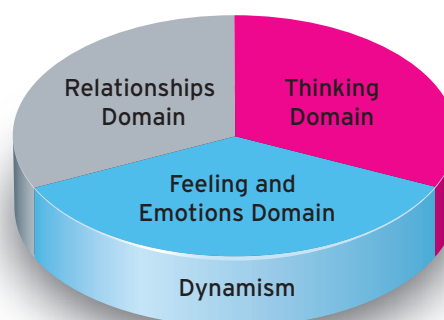 Relationships
Domain
Thinking
Domain
Feeling and
Emotions Domain
Dynamism